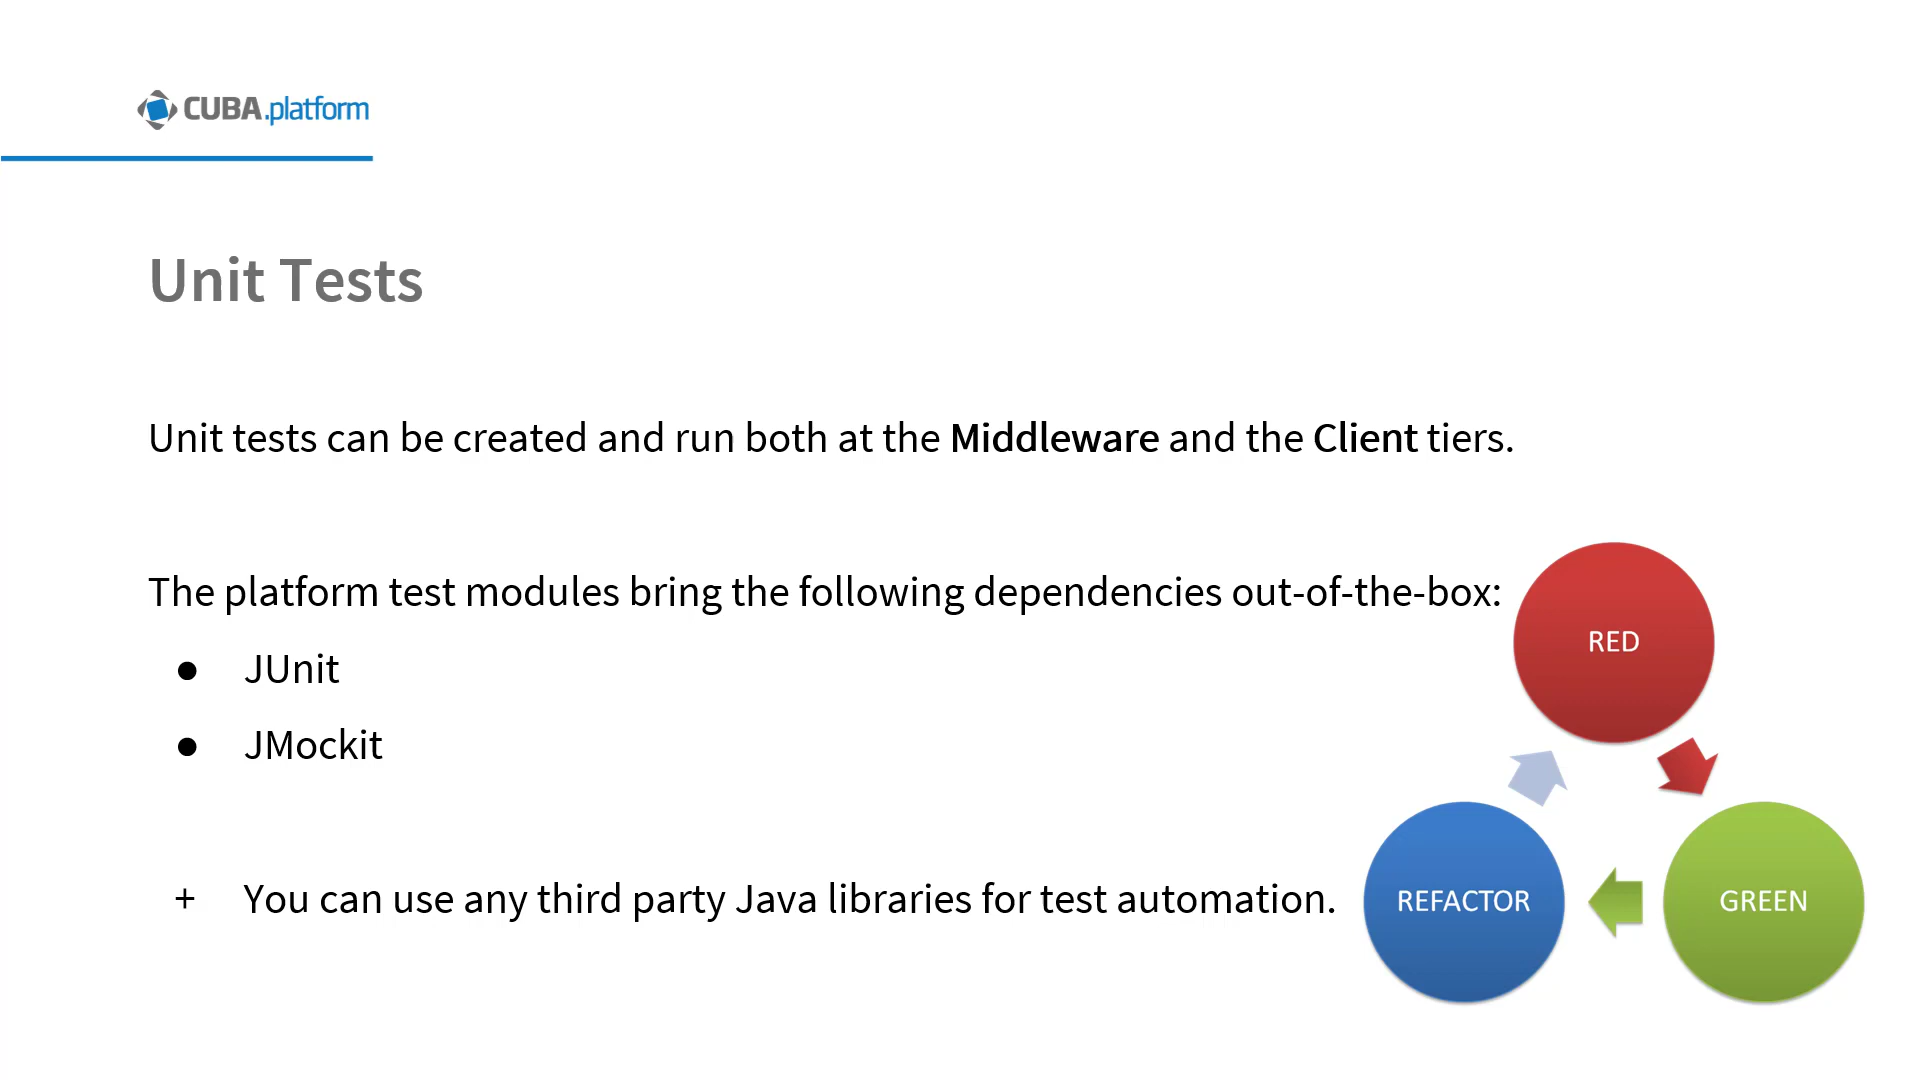 CUBA.platform
Unit Tests
Unit tests can be created and run both at the Middleware and the Client tiers.
The platform test modules bring the following dependencies out-of-the-box:
● JUnit
● JMockit
+ You can use any third party Java libraries for test automation.
RED
REFACTOR
GREEN